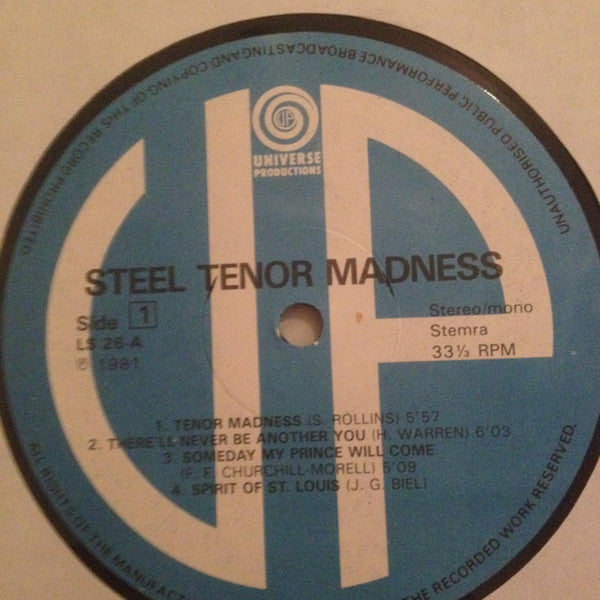 UNAUTHORISED PUBLIC PERFORMANCE BROADCASTING AND COPYING OF THIS RECORD PROHIBITED
UP
UNIVERSE
PRODUCTIONS
STEEL TENOR MADNESS
Side 1
LS 26-A
℗ 1981
Stereo/mono
Stemra
33⅓ RPM
1. TENOR MADNESS (S. ROLLINS) 5'57
2. THERE'LL NEVER BE ANOTHER YOU (H. WARREN) 6'03
3. SOMEDAY MY PRINCE WILL COME
(F. E. CHURCHILL-MORELL) 5'09
4. SPIRIT OF ST. LOUIS (J. G. BIEL)
ALL RIGHTS OF THE THE RECORDED WORK RESERVED.